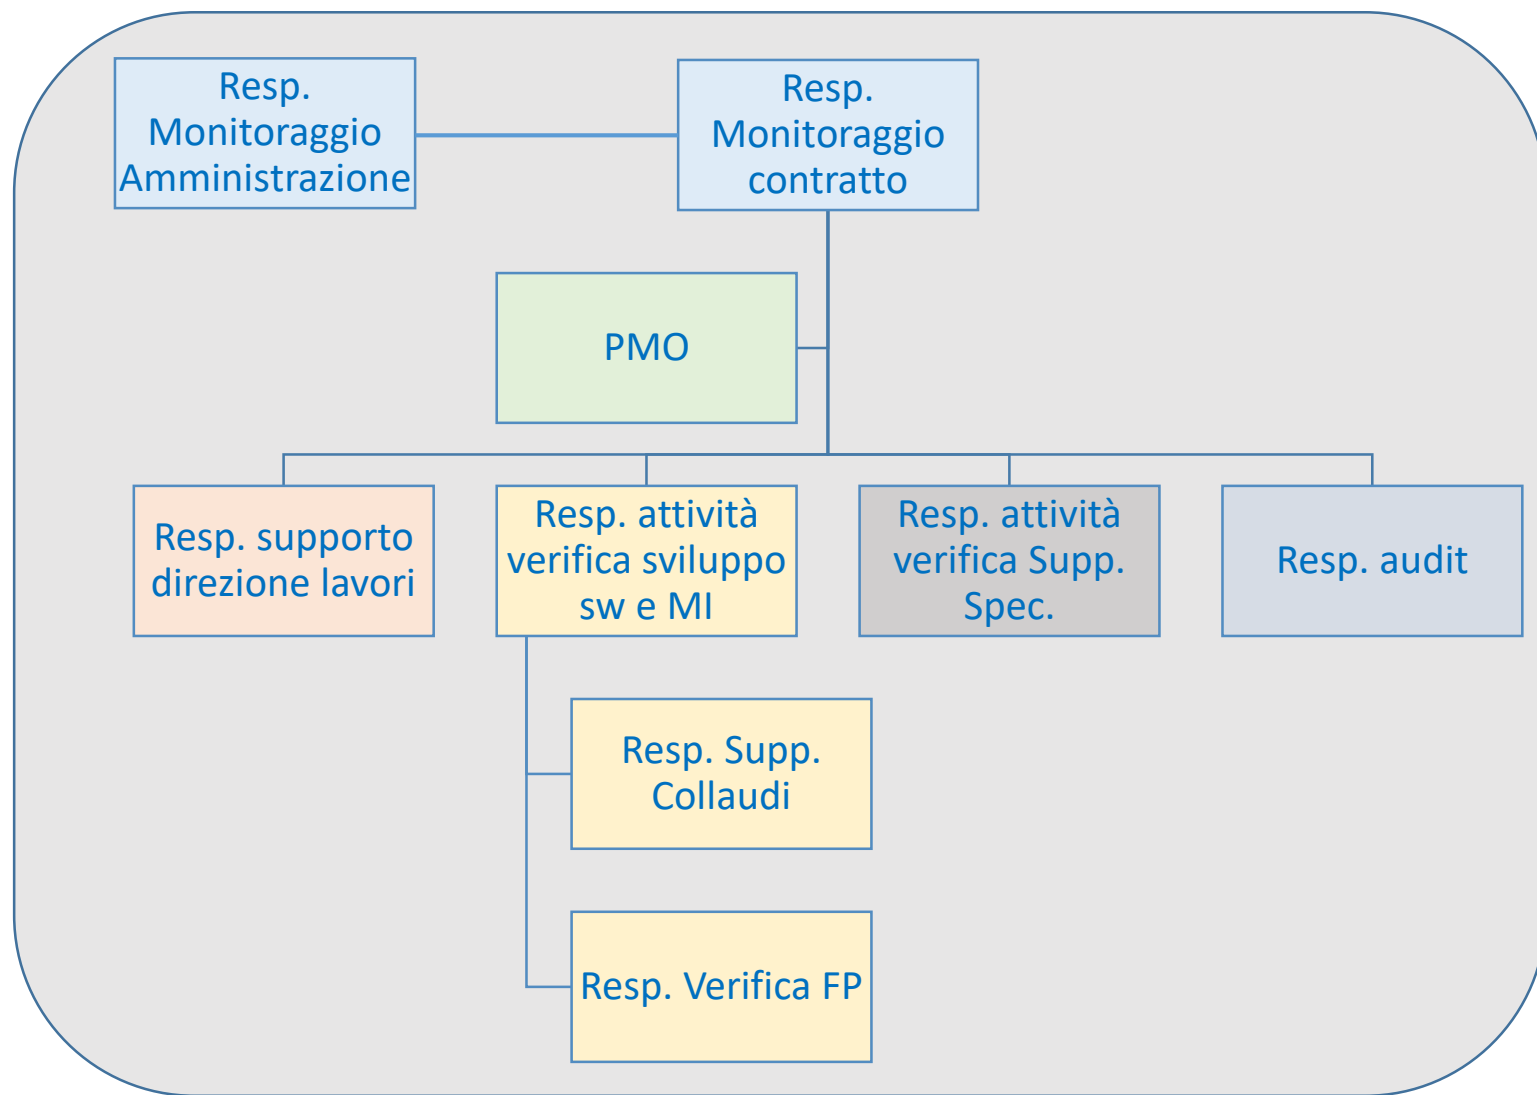 Resp.
Monitoraggio
Amministrazione
Resp.
Monitoraggio
contratto
PMO
Resp. supporto
direzione lavori
Resp. attività
verifica sviluppo
sw e MI
Resp. attività
verifica Supp.
Spec.
Resp. audit
Resp. Supp.
Collaudi
Resp. Verifica FP